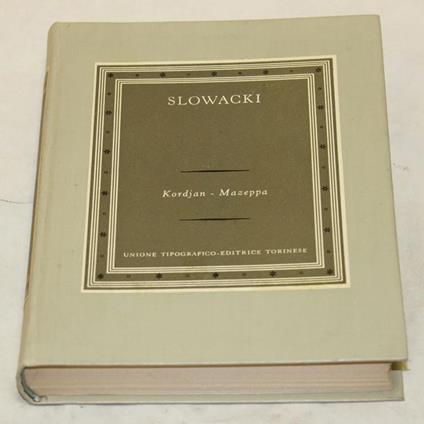 SLOWACKI
Kordjan - Mazeppa
UNIONE TIPOGRAFICO-EDITRICE TORINESE